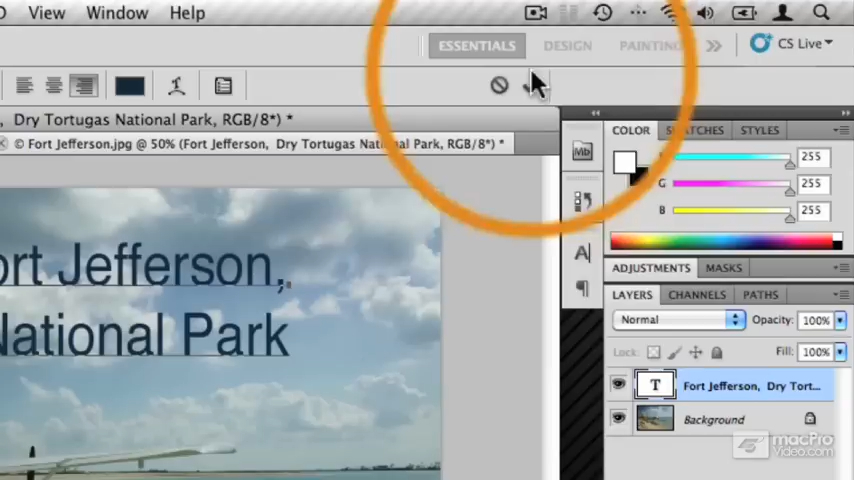 View Window Help
ESSENTIALS DESIGN PAINTING CS Live
, Dry Tortugas National Park, RGB/8*) *
© Fort Jefferson.jpg @ 50% (Fort Jefferson, Dry Tortugas National Park, RGB/8*) *
COLOR SWATCHES STYLES
Mb
255
G 255
B 255
ort Jefferson,
National Park
A
ADJUSTMENTS MASKS
LAYERS CHANNELS PATHS
Normal Opacity: 100%
Lock: Fill: 100%
T Fort Jefferson, Dry Tort...
Background
macPro
Video.com